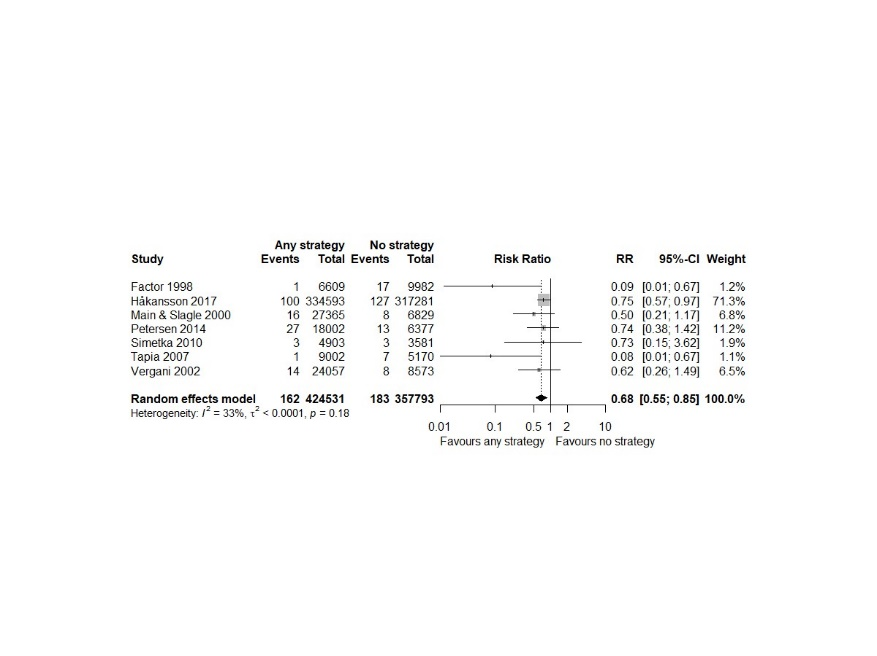 Any strategy No strategy
Study Events Total Events Total Risk Ratio RR 95%-CI Weight
Factor 1998 1 6609 17 9982 0.09 [0.01; 0.67] 1.2%
Håkansson 2017 100 334593 127 317281 0.75 [0.57; 0.97] 71.3%
Main & Slagle 2000 16 27365 8 6829 0.50 [0.21; 1.17] 6.8%
Petersen 2014 27 18002 13 6377 0.74 [0.38; 1.42] 11.2%
Simetka 2010 3 4903 3 3581 0.73 [0.15; 3.62] 1.9%
Tapia 2007 1 9002 7 5170 0.08 [0.01; 0.67] 1.1%
Vergani 2002 14 24057 8 8573 0.62 [0.26; 1.49] 6.5%
Random effects model 162 424531 183 357793 0.68 [0.55; 0.85] 100.0%
Heterogeneity: I² = 33%, τ² < 0.0001, p = 0.18
0.01 0.1 0.5 1 2 10
Favours any strategy Favours no strategy